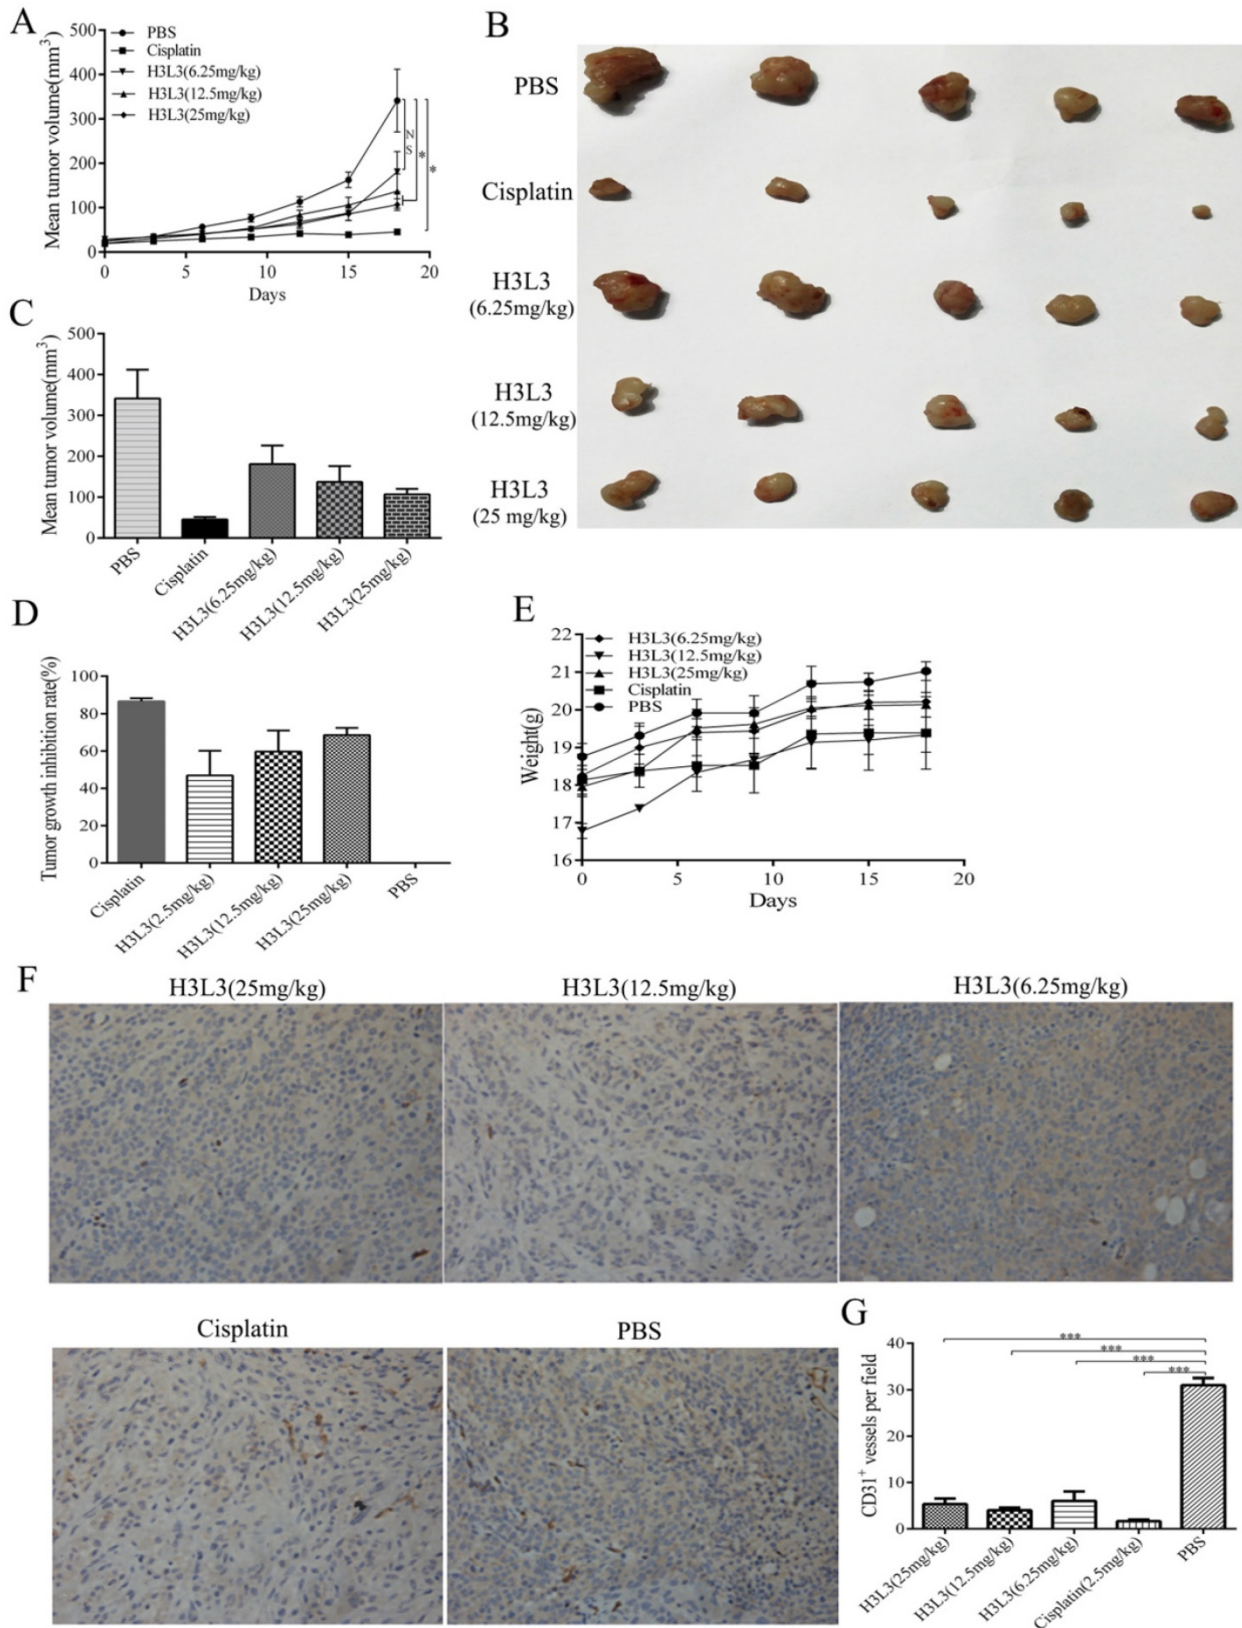 A
500
400
300
200
100
0
Mean tumor volume(mm³)
PBS
Cisplatin
H3L3(6.25mg/kg)
H3L3(12.5mg/kg)
H3L3(25mg/kg)
NS
*
*
0 5 10 15 20
Days
B
PBS
Cisplatin
H3L3
(6.25mg/kg)
H3L3
(12.5mg/kg)
H3L3
(25 mg/kg)
C
500
400
300
200
100
0
Mean tumor volume(mm³)
PBS
Cisplatin
H3L3(6.25mg/kg)
H3L3(12.5mg/kg)
H3L3(25mg/kg)
D
100
80
60
40
20
0
Tumor growth inhibition rate(%)
Cisplatin
H3L3(2.5mg/kg)
H3L3(12.5mg/kg)
H3L3(25mg/kg)
PBS
E
22
21
20
19
18
17
16
Weight(g)
H3L3(6.25mg/kg)
H3L3(12.5mg/kg)
H3L3(25mg/kg)
Cisplatin
PBS
0 5 10 15 20
Days
F
H3L3(25mg/kg)
H3L3(12.5mg/kg)
H3L3(6.25mg/kg)
Cisplatin
PBS
G
40
30
20
10
0
CD31⁺ vessels per field
***
***
***
***
H3L3(25mg/kg)
H3L3(12.5mg/kg)
H3L3(6.25mg/kg)
Cisplatin(2.5mg/kg)
PBS